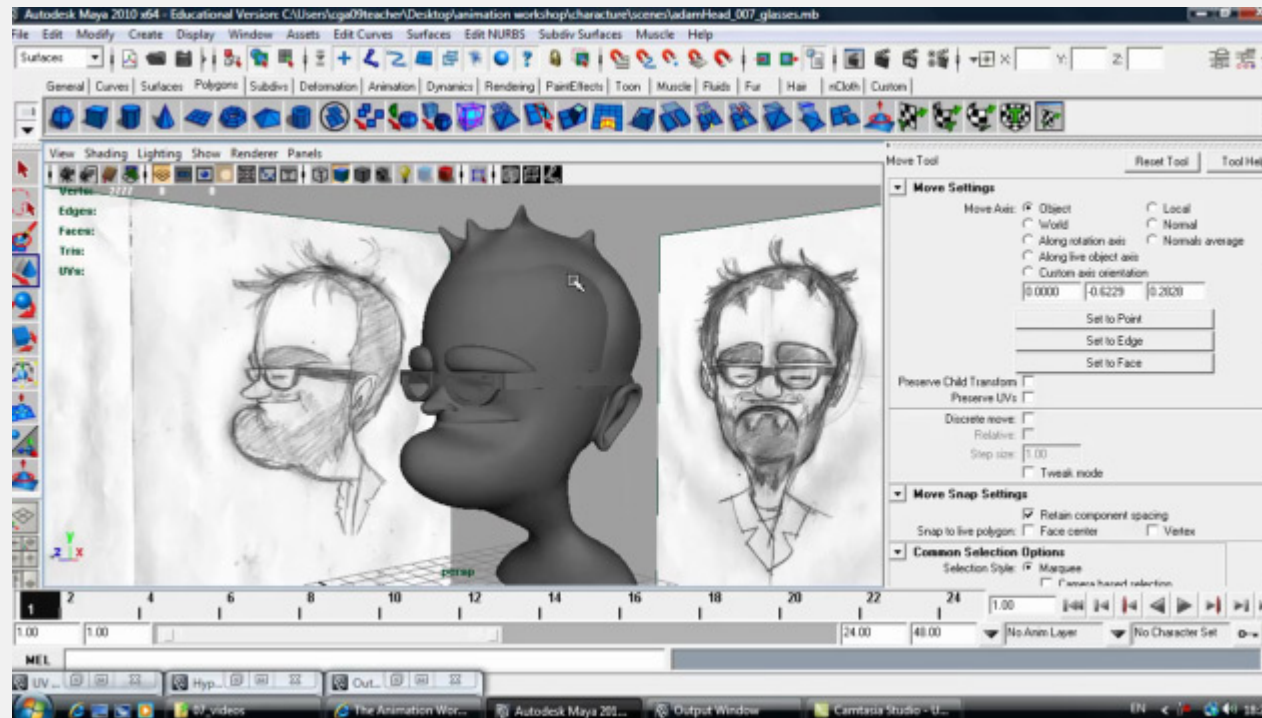 Autodesk Maya 2010 x64 - Educational Version: C:\Users\cga09teacher\Desktop\animation workshop\characture\scenes\adamHead_007_glasses.mb
File Edit Modify Create Display Window Assets Edit Curves Surfaces Edit NURBS Subdiv Surfaces Muscle Help
Surfaces X: Y: Z:
General Curves Surfaces Polygons Subdivs Deformation Animation Dynamics Rendering PaintEffects Toon Muscle Fluids Fur Hair nCloth Custom
View Shading Lighting Show Renderer Panels
Move Tool Reset Tool Tool Hel
Verts: 0 0
Edges:
Faces:
Tris:
UVs:
Move Settings
Move Axis: Object Local
World Normal
Along rotation axis Normals average
Along live object axis
Custom axis orientation
0.0000 -0.6229 0.2828
Set to Point
Set to Edge
Set to Face
Preserve Child Transform
Preserve UVs
Discrete move:
Relative:
Step size: 1.00
Tweak mode
Move Snap Settings
Retain component spacing
Snap to live polygon: Face center Vertex
Common Selection Options
Selection Style: Marquee
Camera based selection
y
z x
persp
1 2 4 6 8 10 12 14 16 18 20 22 24 1.00
1.00 1.00 24.00 48.00 No Anim Layer No Character Set
MEL
UV ... Hyp... Out...
07_videos The Animation Wor... Autodesk Maya 201... Output Window Camtasia Studio - U... EN